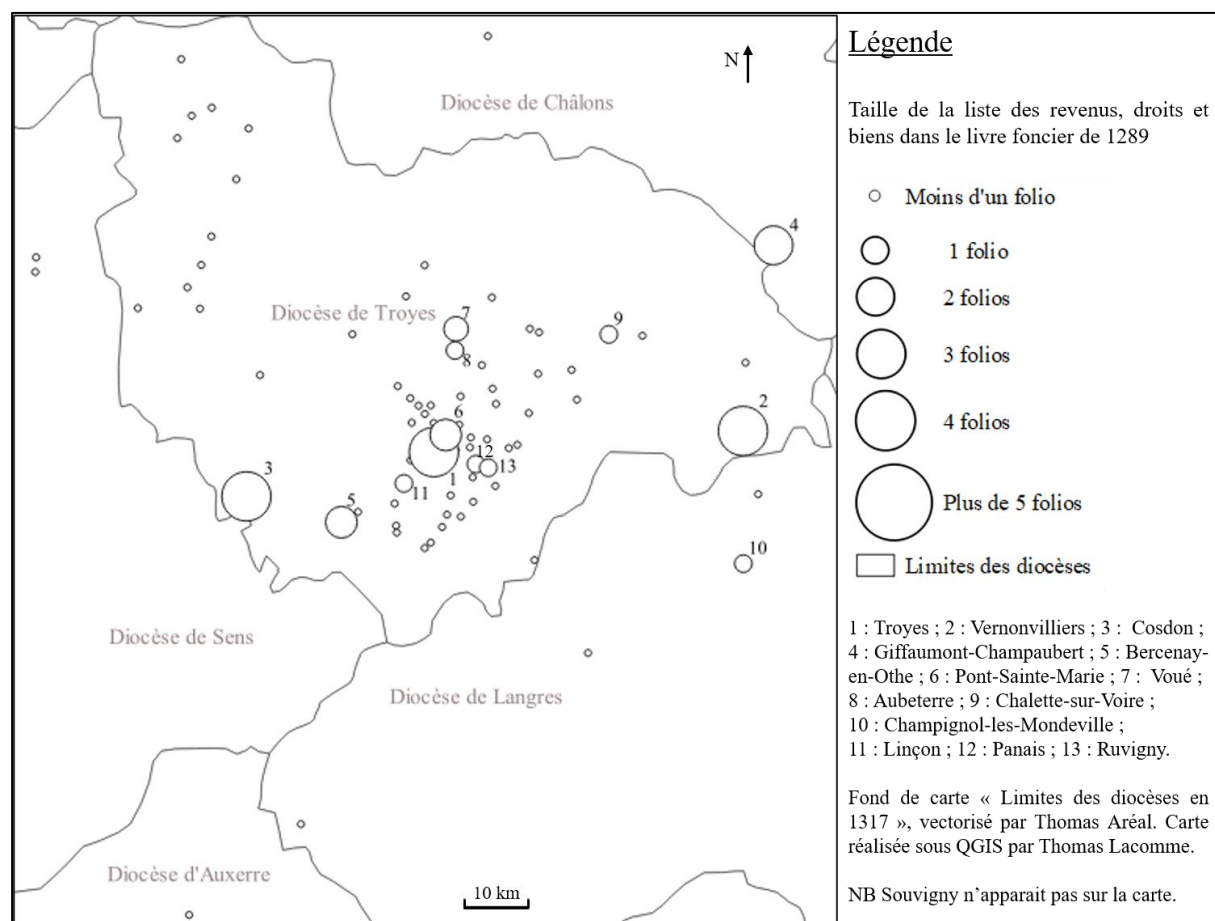 N
Diocèse de Châlons
4
Diocèse de Troyes
7
9
8
2
6
12
3
13
1
11
5
10
Diocèse de Sens
Diocèse de Langres
Diocèse d'Auxerre
10 km
Légende
Taille de la liste des revenus, droits et
biens dans le livre foncier de 1289
Moins d'un folio
1 folio
2 folios
3 folios
4 folios
Plus de 5 folios
Limites des diocèses
1 : Troyes ; 2 : Vernonvilliers ; 3 : Cosdon ;
4 : Giffaumont-Champaubert ; 5 : Bercenay-
en-Othe ; 6 : Pont-Sainte-Marie ; 7 : Voué ;
8 : Aubeterre ; 9 : Chalette-sur-Voire ;
10 : Champignol-les-Mondeville ;
11 : Linçon ; 12 : Panais ; 13 : Ruvigny.
Fond de carte « Limites des diocèses en
1317 », vectorisé par Thomas Aréal. Carte
réalisée sous QGIS par Thomas Lacomme.
NB Souvigny n’apparait pas sur la carte.